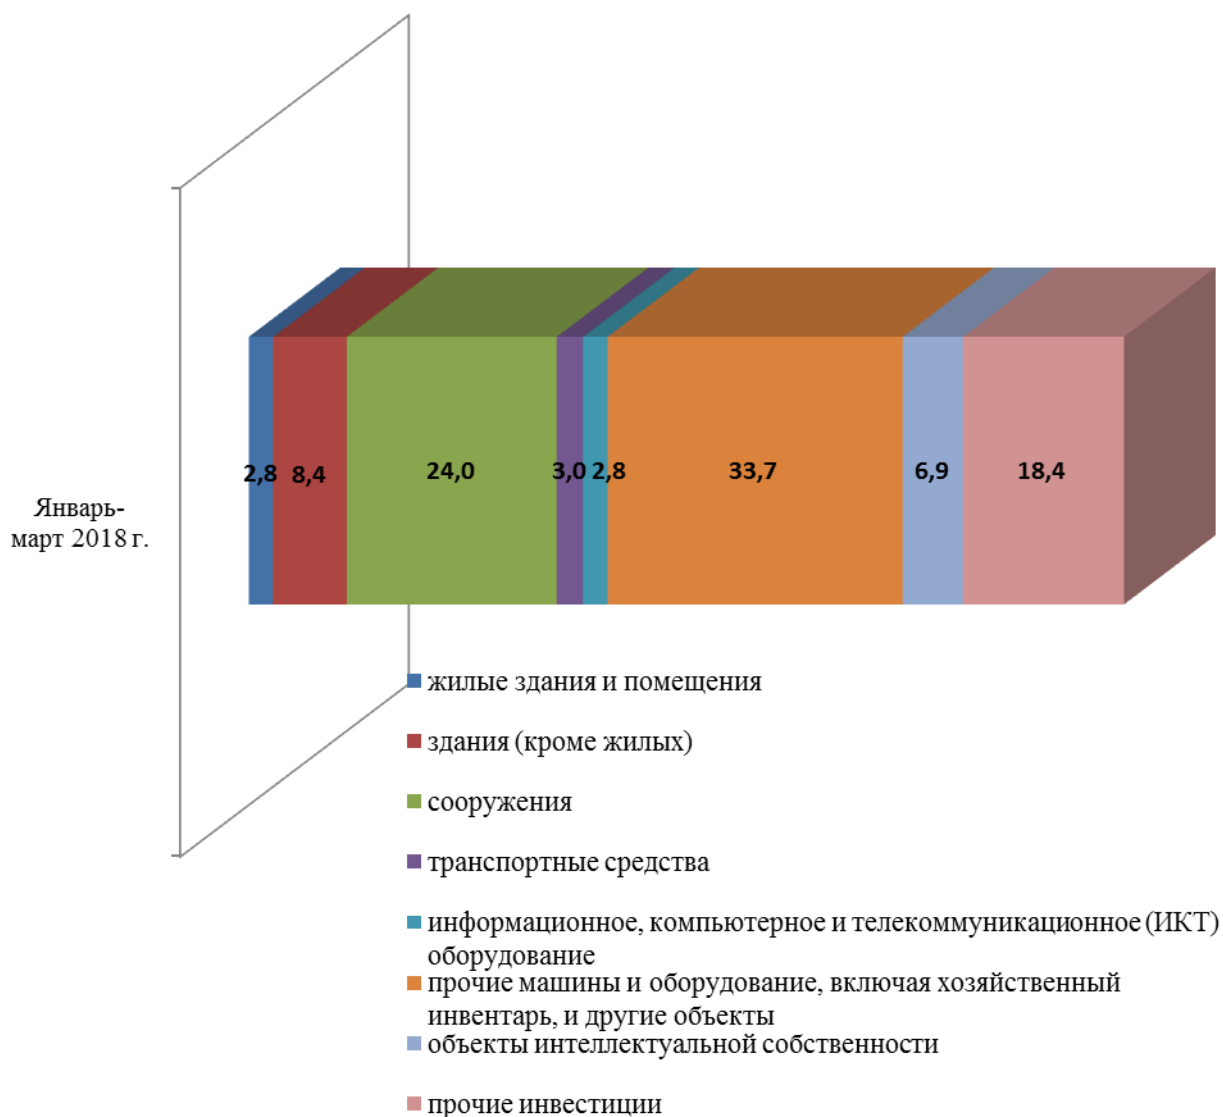 2,8
8,4
24,0
3,0
2,8
33,7
6,9
18,4
Январь-
март 2018 г.
жилые здания и помещения
здания (кроме жилых)
сооружения
транспортные средства
информационное, компьютерное и телекоммуникационное (ИКТ)
оборудование
прочие машины и оборудование, включая хозяйственный
инвентарь, и другие объекты
объекты интеллектуальной собственности
прочие инвестиции